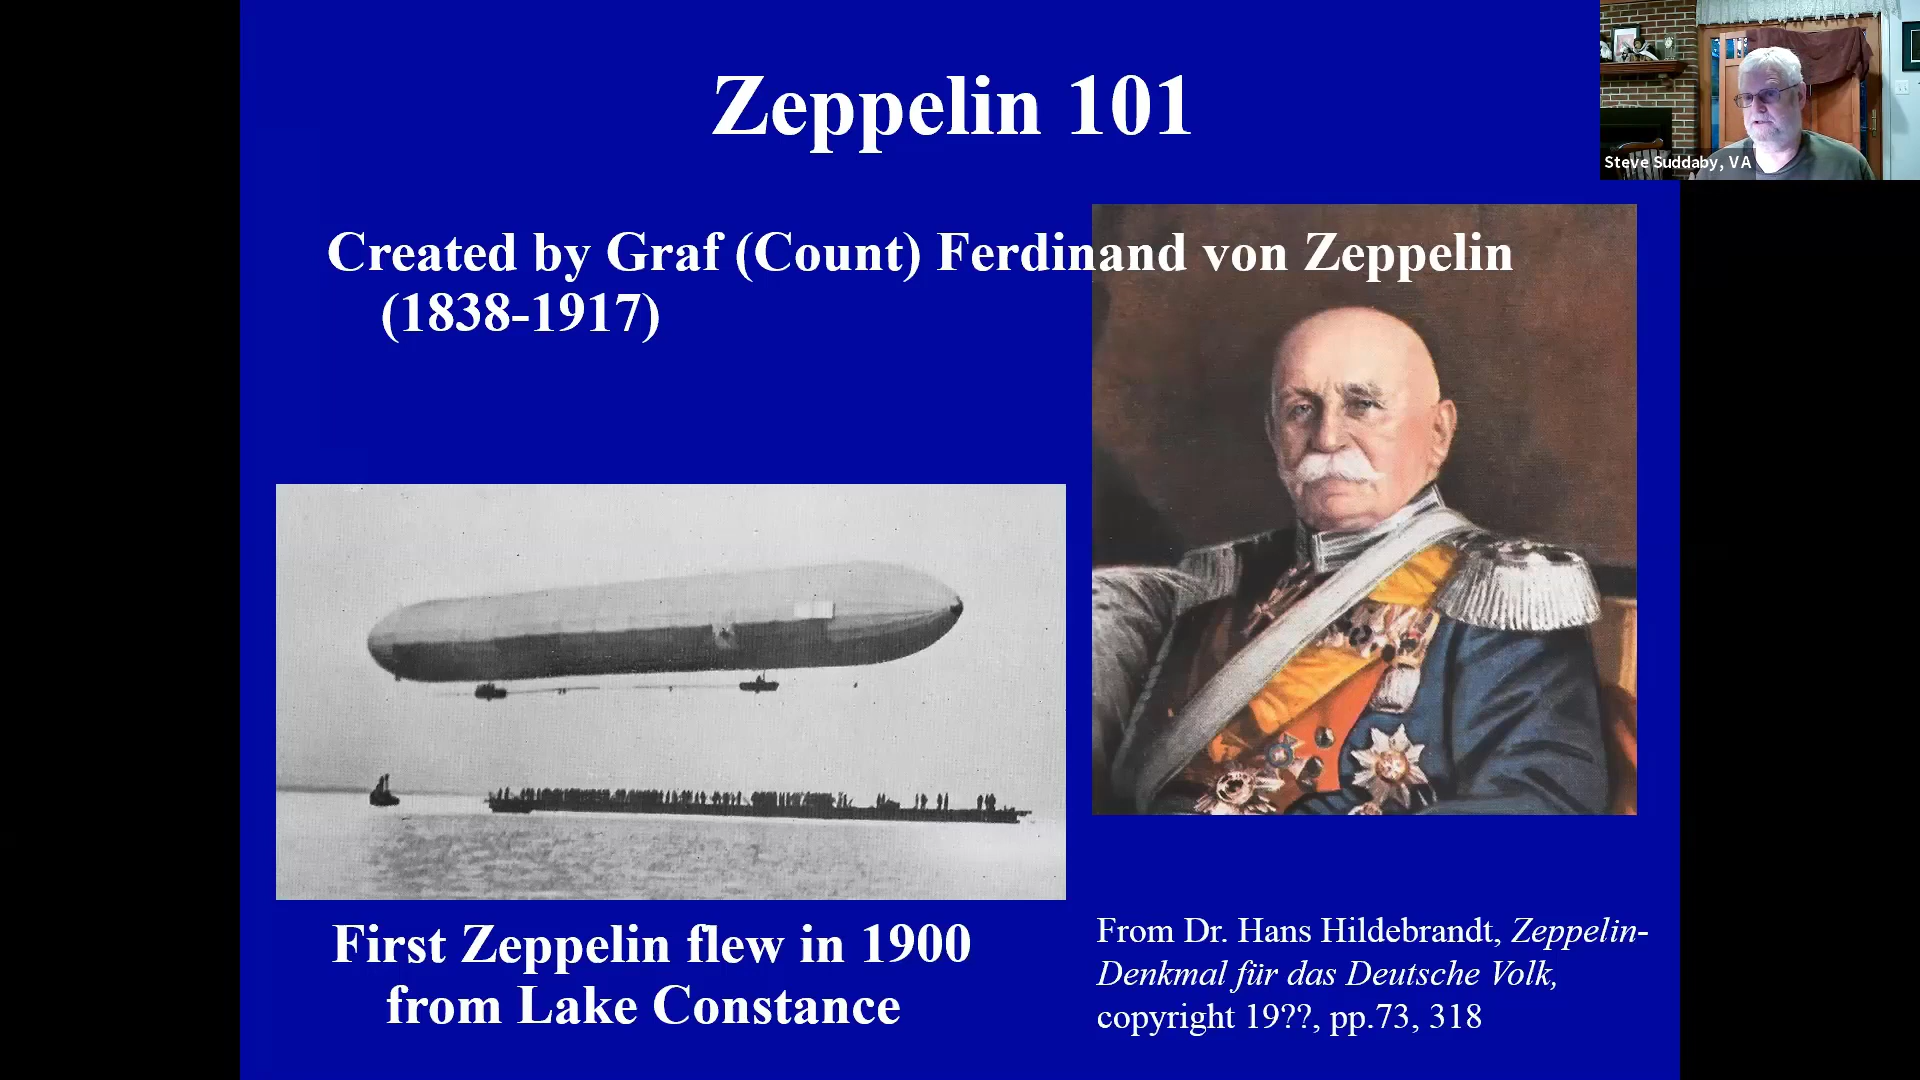 Zeppelin 101
Steve Suddaby, VA
Created by Graf (Count) Ferdinand von Zeppelin
(1838-1917)
First Zeppelin flew in 1900
from Lake Constance
From Dr. Hans Hildebrandt, Zeppelin-
Denkmal für das Deutsche Volk,
copyright 19??, pp.73, 318